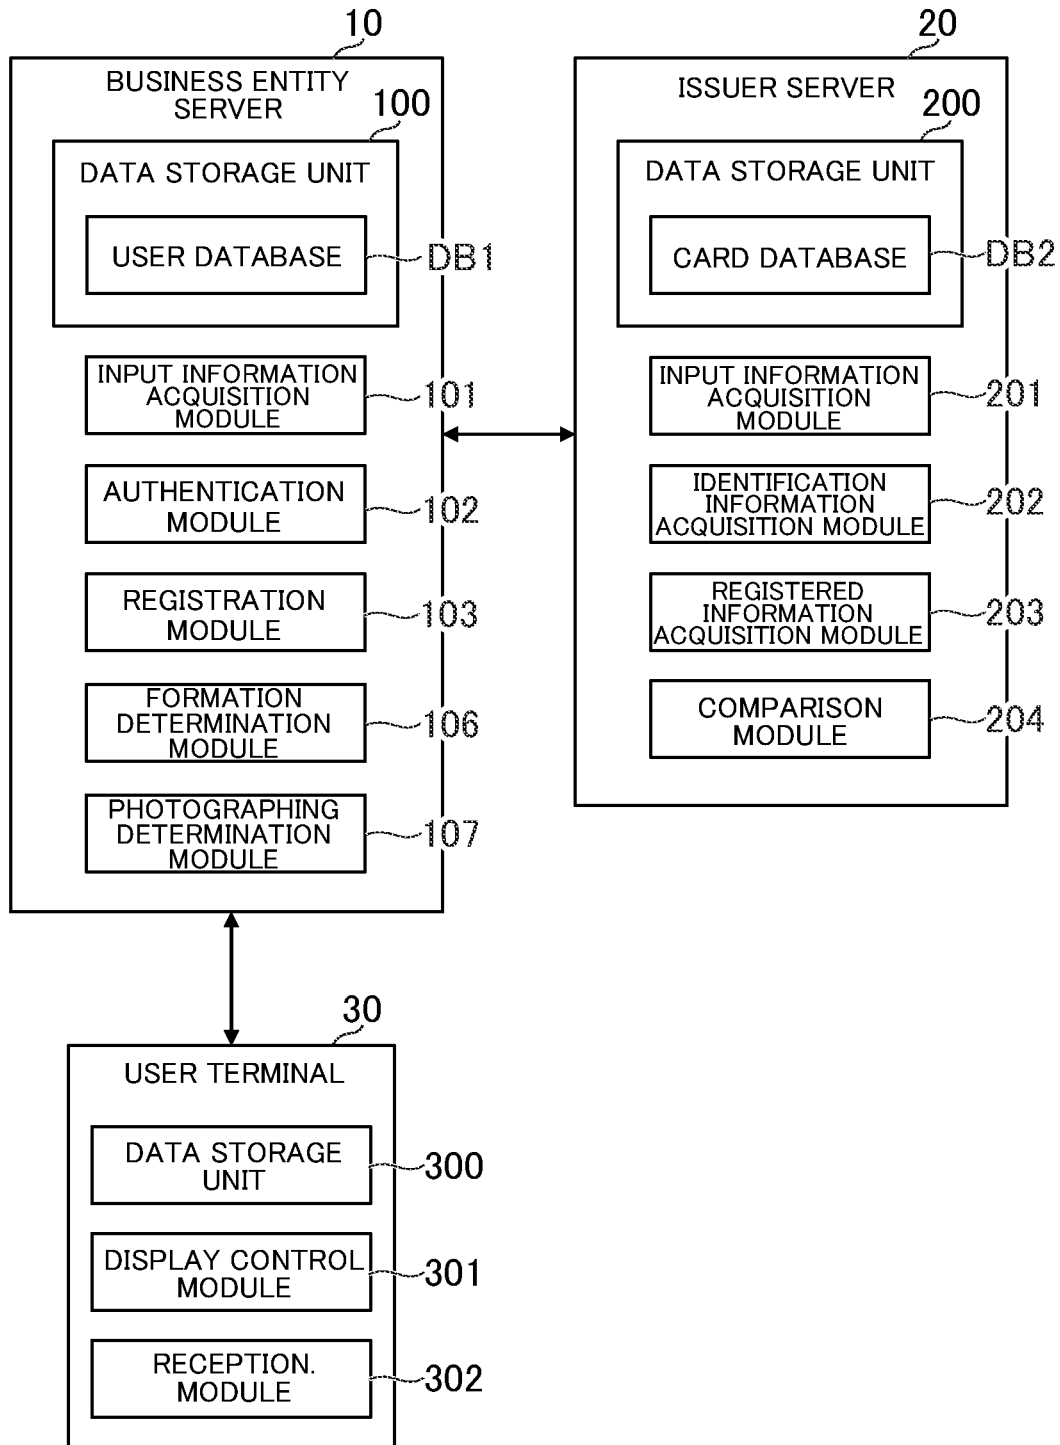 10
BUSINESS ENTITY
SERVER
100
DATA STORAGE UNIT
USER DATABASE
DB1
INPUT INFORMATION
ACQUISITION
MODULE
101
AUTHENTICATION
MODULE
102
REGISTRATION
MODULE
103
FORMATION
DETERMINATION
MODULE
106
PHOTOGRAPHING
DETERMINATION
MODULE
107
20
ISSUER SERVER
200
DATA STORAGE UNIT
CARD DATABASE
DB2
INPUT INFORMATION
ACQUISITION
MODULE
201
IDENTIFICATION
INFORMATION
ACQUISITION MODULE
202
REGISTERED
INFORMATION
ACQUISITION MODULE
203
COMPARISON
MODULE
204
30
USER TERMINAL
DATA STORAGE
UNIT
300
DISPLAY CONTROL
MODULE
301
RECEPTION.
MODULE
302